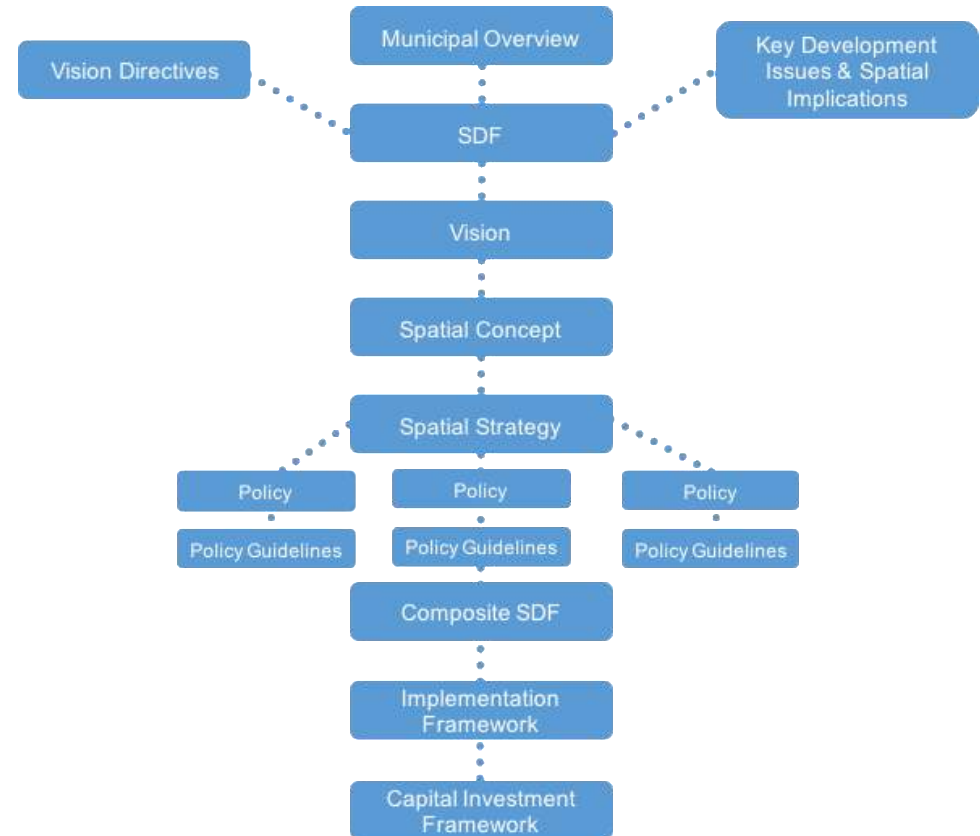 Municipal Overview
Vision Directives
Key Development
Issues & Spatial
Implications
SDF
Vision
Spatial Concept
Spatial Strategy
Policy
Policy
Policy
Policy Guidelines
Policy Guidelines
Policy Guidelines
Composite SDF
Implementation
Framework
Capital Investment
Framework